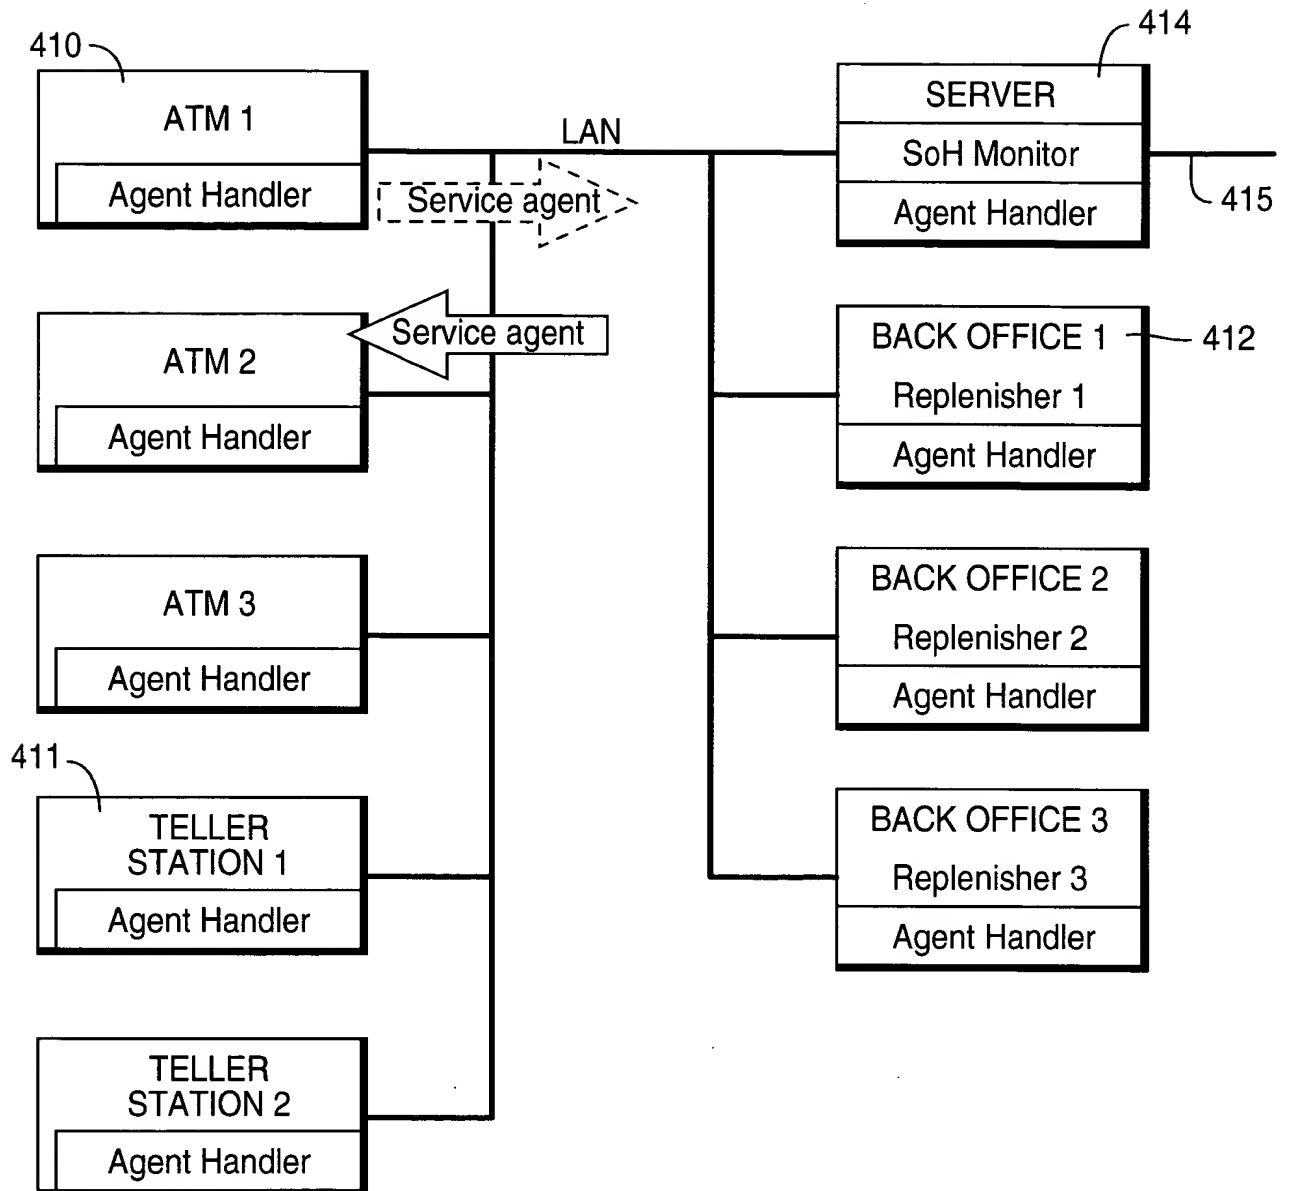 410
ATM 1
Agent Handler
LAN
Service agent
414
SERVER
SoH Monitor
Agent Handler
415
ATM 2
Agent Handler
Service agent
BACK OFFICE 1
Replenisher 1
Agent Handler
412
ATM 3
Agent Handler
BACK OFFICE 2
Replenisher 2
Agent Handler
411
TELLER
STATION 1
Agent Handler
BACK OFFICE 3
Replenisher 3
Agent Handler
TELLER
STATION 2
Agent Handler